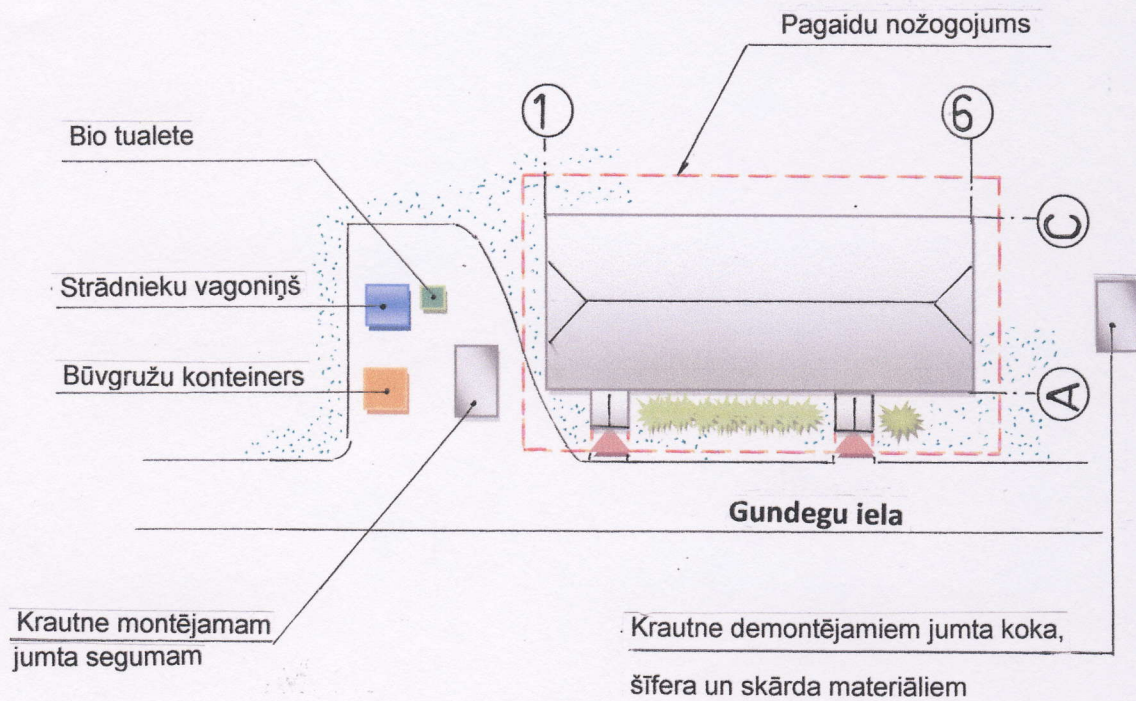 Pagaidu nožogojums
1
6
Bio tualete
C
Strādnieku vagoniņš
Būvgružu konteiners
A
Gundegu iela
Krautne montējamam
jumta segumam
Krautne demontējamiem jumta koka,
šīfera un skārda materiāliem